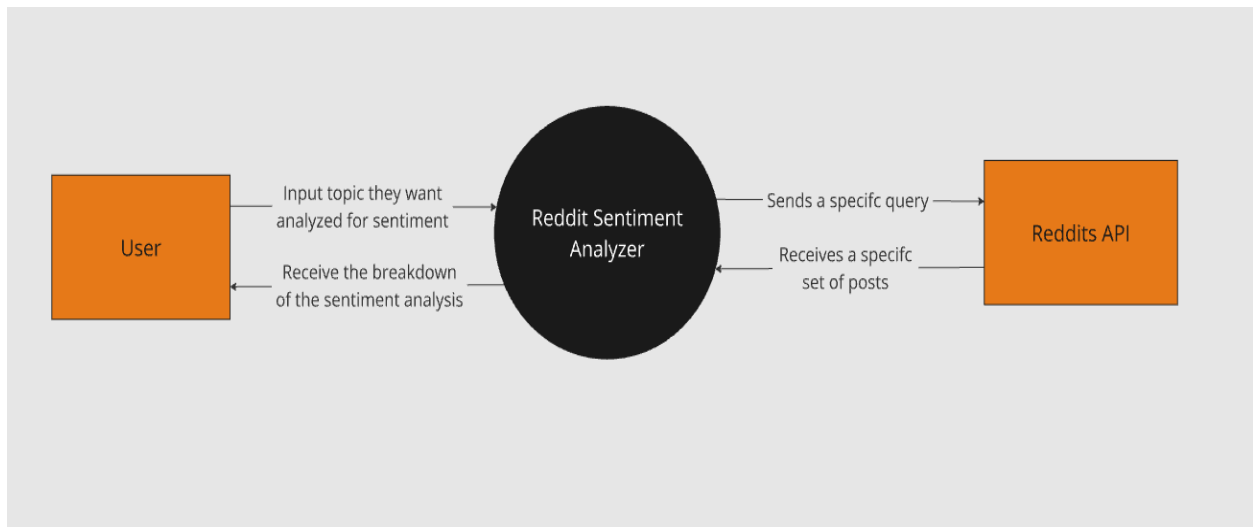 User
Input topic they want
analyzed for sentiment
Receive the breakdown
of the sentiment analysis
Reddit Sentiment
Analyzer
Sends a specifc query
Receives a specifc
set of posts
Reddits API